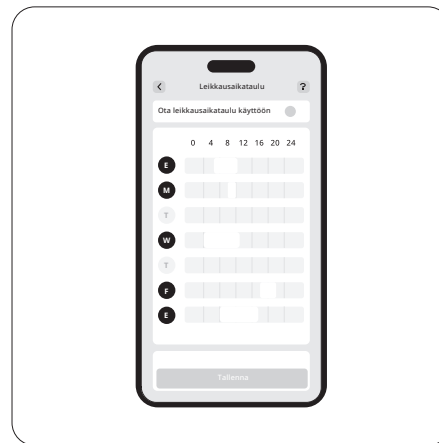 Leikkausaikataulu ?
Ota leikkausaikataulu käyttöön
0 4 8 12 16 20 24
E
M
T
W
T
F
E
Tallenna